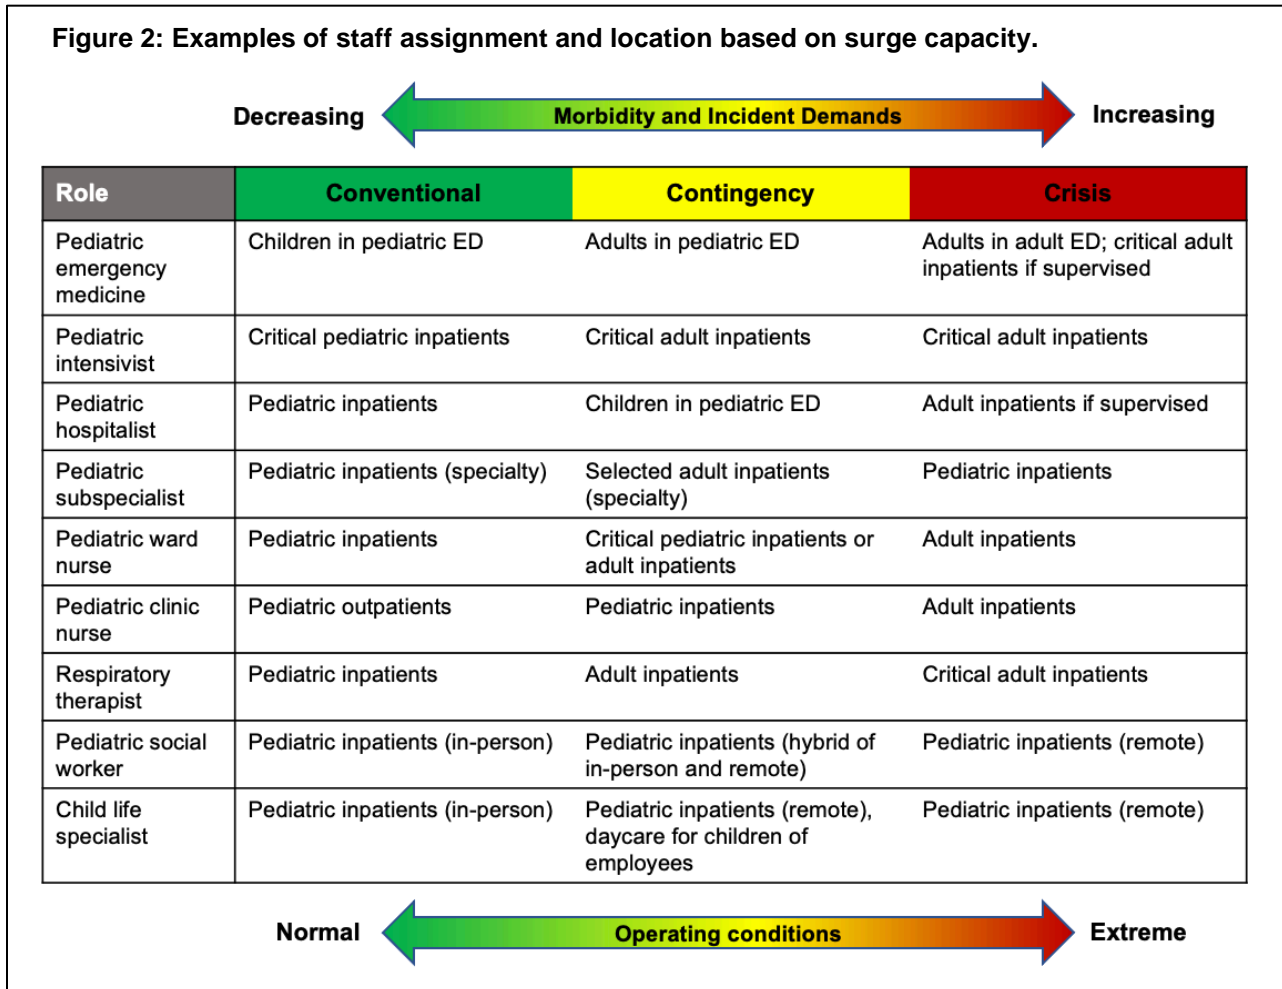 Figure 2: Examples of staff assignment and location based on surge capacity.
Decreasing
Morbidity and Incident Demands
Increasing
Role
Conventional
Contingency
Crisis
Pediatric
emergency
medicine
Children in pediatric ED
Adults in pediatric ED
Adults in adult ED; critical adult
inpatients if supervised
Pediatric
intensivist
Critical pediatric inpatients
Critical adult inpatients
Critical adult inpatients
Pediatric
hospitalist
Pediatric inpatients
Children in pediatric ED
Adult inpatients if supervised
Pediatric
subspecialist
Pediatric inpatients (specialty)
Selected adult inpatients
(specialty)
Pediatric inpatients
Pediatric ward
nurse
Pediatric inpatients
Critical pediatric inpatients or
adult inpatients
Adult inpatients
Pediatric clinic
nurse
Pediatric outpatients
Pediatric inpatients
Adult inpatients
Respiratory
therapist
Pediatric inpatients
Adult inpatients
Critical adult inpatients
Pediatric social
worker
Pediatric inpatients (in-person)
Pediatric inpatients (hybrid of
in-person and remote)
Pediatric inpatients (remote)
Child life
specialist
Pediatric inpatients (in-person)
Pediatric inpatients (remote),
daycare for children of
employees
Pediatric inpatients (remote)
Normal
Operating conditions
Extreme